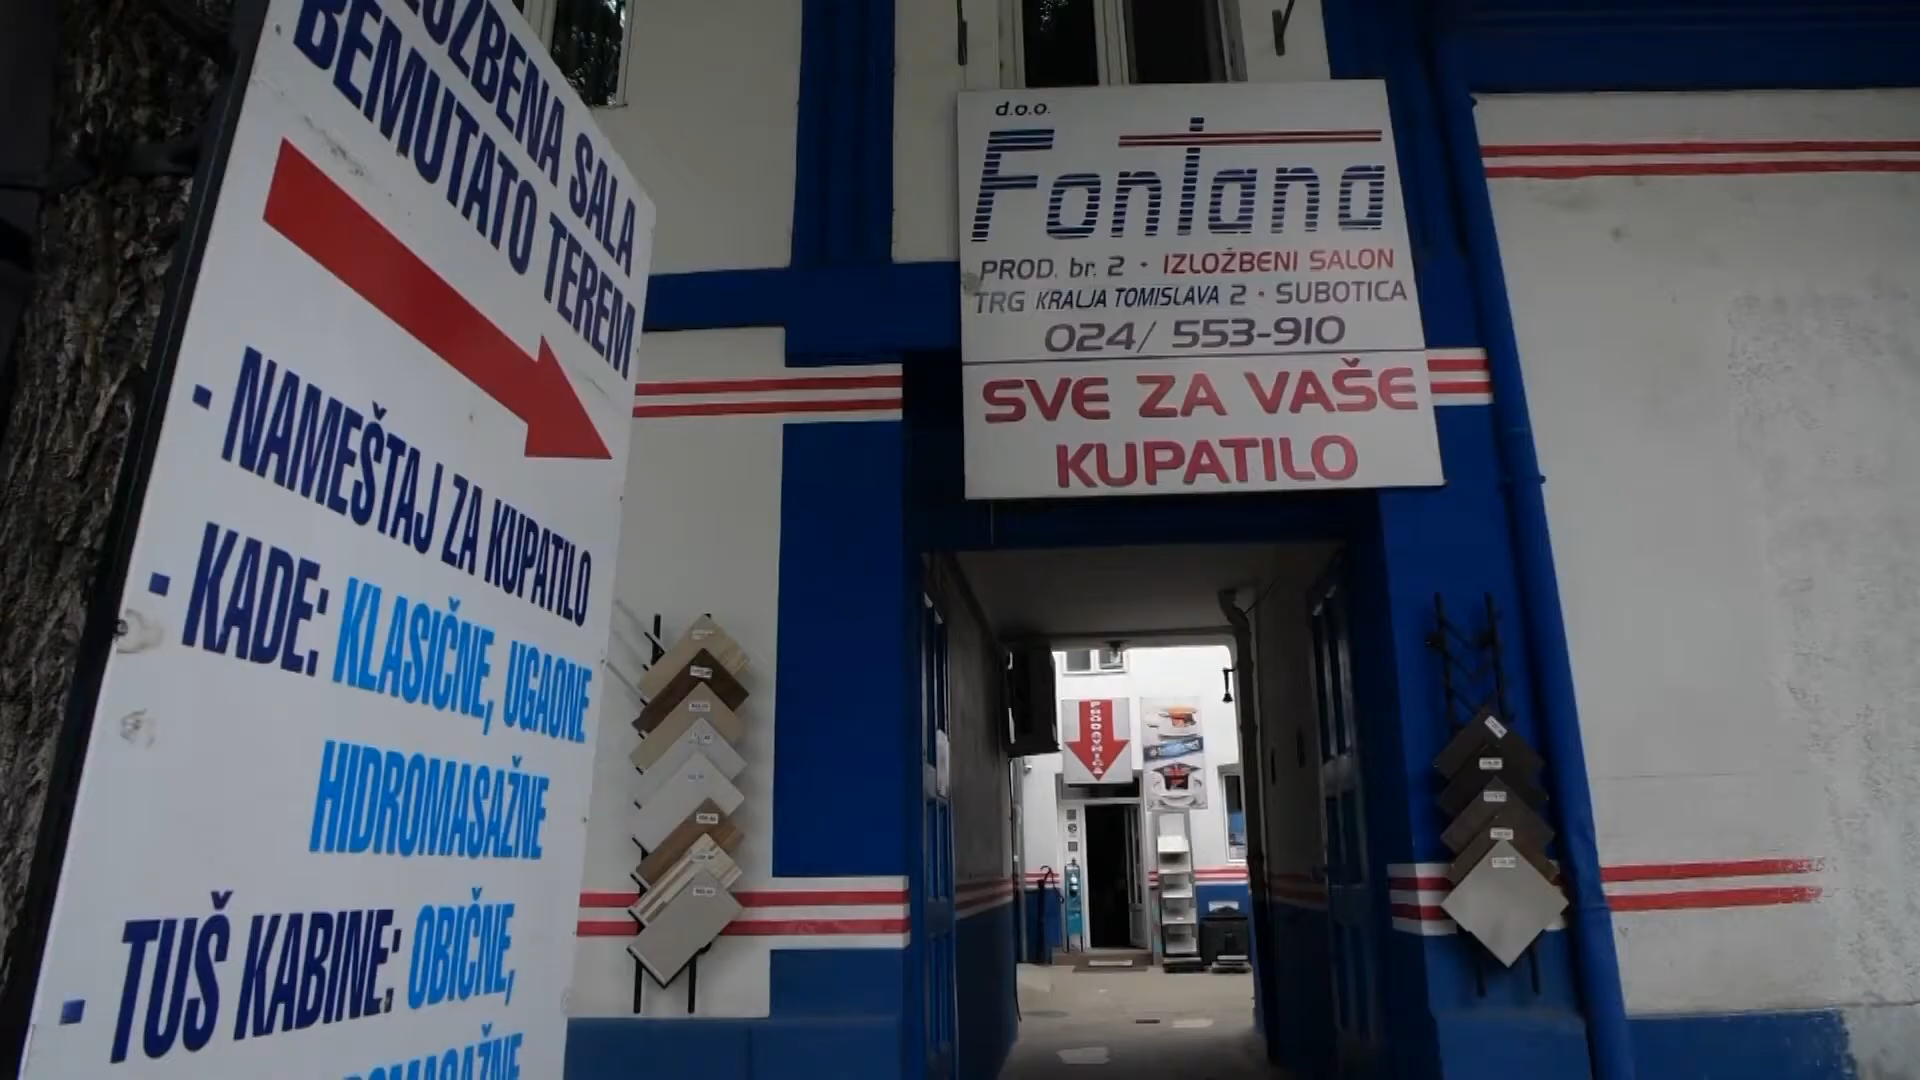 SALA
BEMUTATO TEREM
- NAMEŠTAJ ZA KUPATILO
- KADE: KLASIČNE, UGAONE
HIDROMASAŽNE
- TUŠ KABINE: OBIČNE,
d.o.o.
Fontana
PROD. br. 2 • IZLOŽBENI SALON
TRG KRALJA TOMISLAVA 2 • SUBOTICA
024/ 553-910
SVE ZA VAŠE
KUPATILO
PRODAVNICA